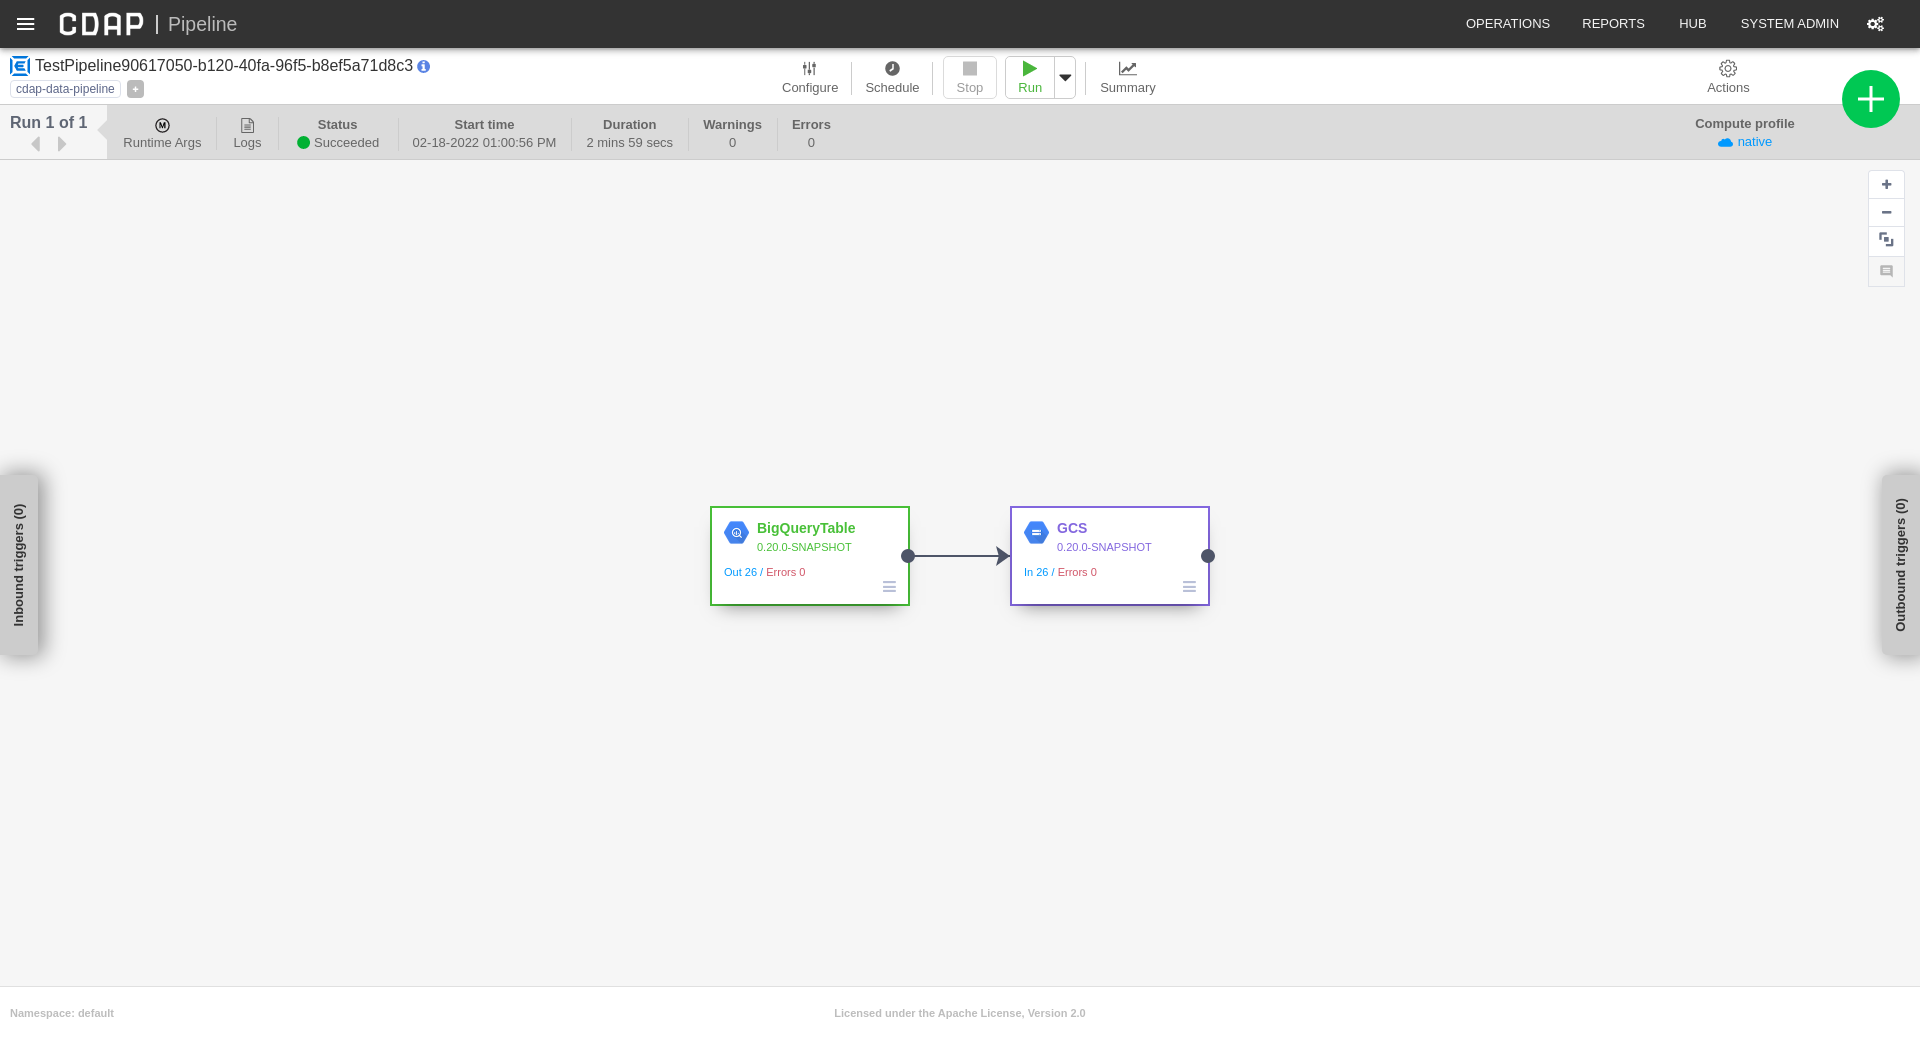 CDAP | Pipeline
OPERATIONS REPORTS HUB SYSTEM ADMIN
TestPipeline90617050-b120-40fa-96f5-b8ef5a71d8c3
cdap-data-pipeline
Configure Schedule Stop Run Summary Actions
Run 1 of 1
Runtime Args Logs
Status
Succeeded
Start time
02-18-2022 01:00:56 PM
Duration
2 mins 59 secs
Warnings
0
Errors
0
Compute profile
native
Inbound triggers (0)
BigQueryTable
0.20.0-SNAPSHOT
Out 26 / Errors 0
GCS
0.20.0-SNAPSHOT
In 26 / Errors 0
Outbound triggers (0)
Namespace: default
Licensed under the Apache License, Version 2.0